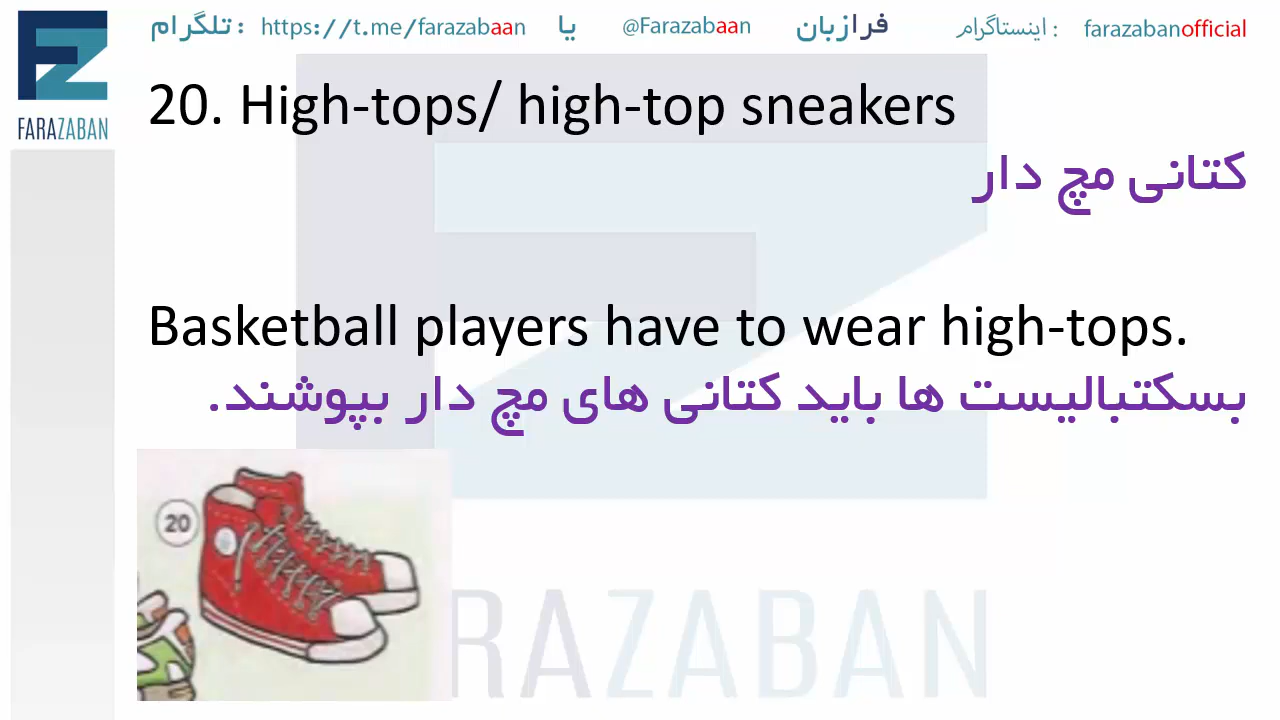 تلگرام : https://t.me/farazabaan یا @Farazabaan فرازبان اینستاگرام : farazabanofficial
FARAZABAN
20. High-tops/ high-top sneakers
کتانی مچ دار
Basketball players have to wear high-tops.
بسکتبالیست ها باید کتانی های مچ دار بپوشند.
20
FARAZABAN